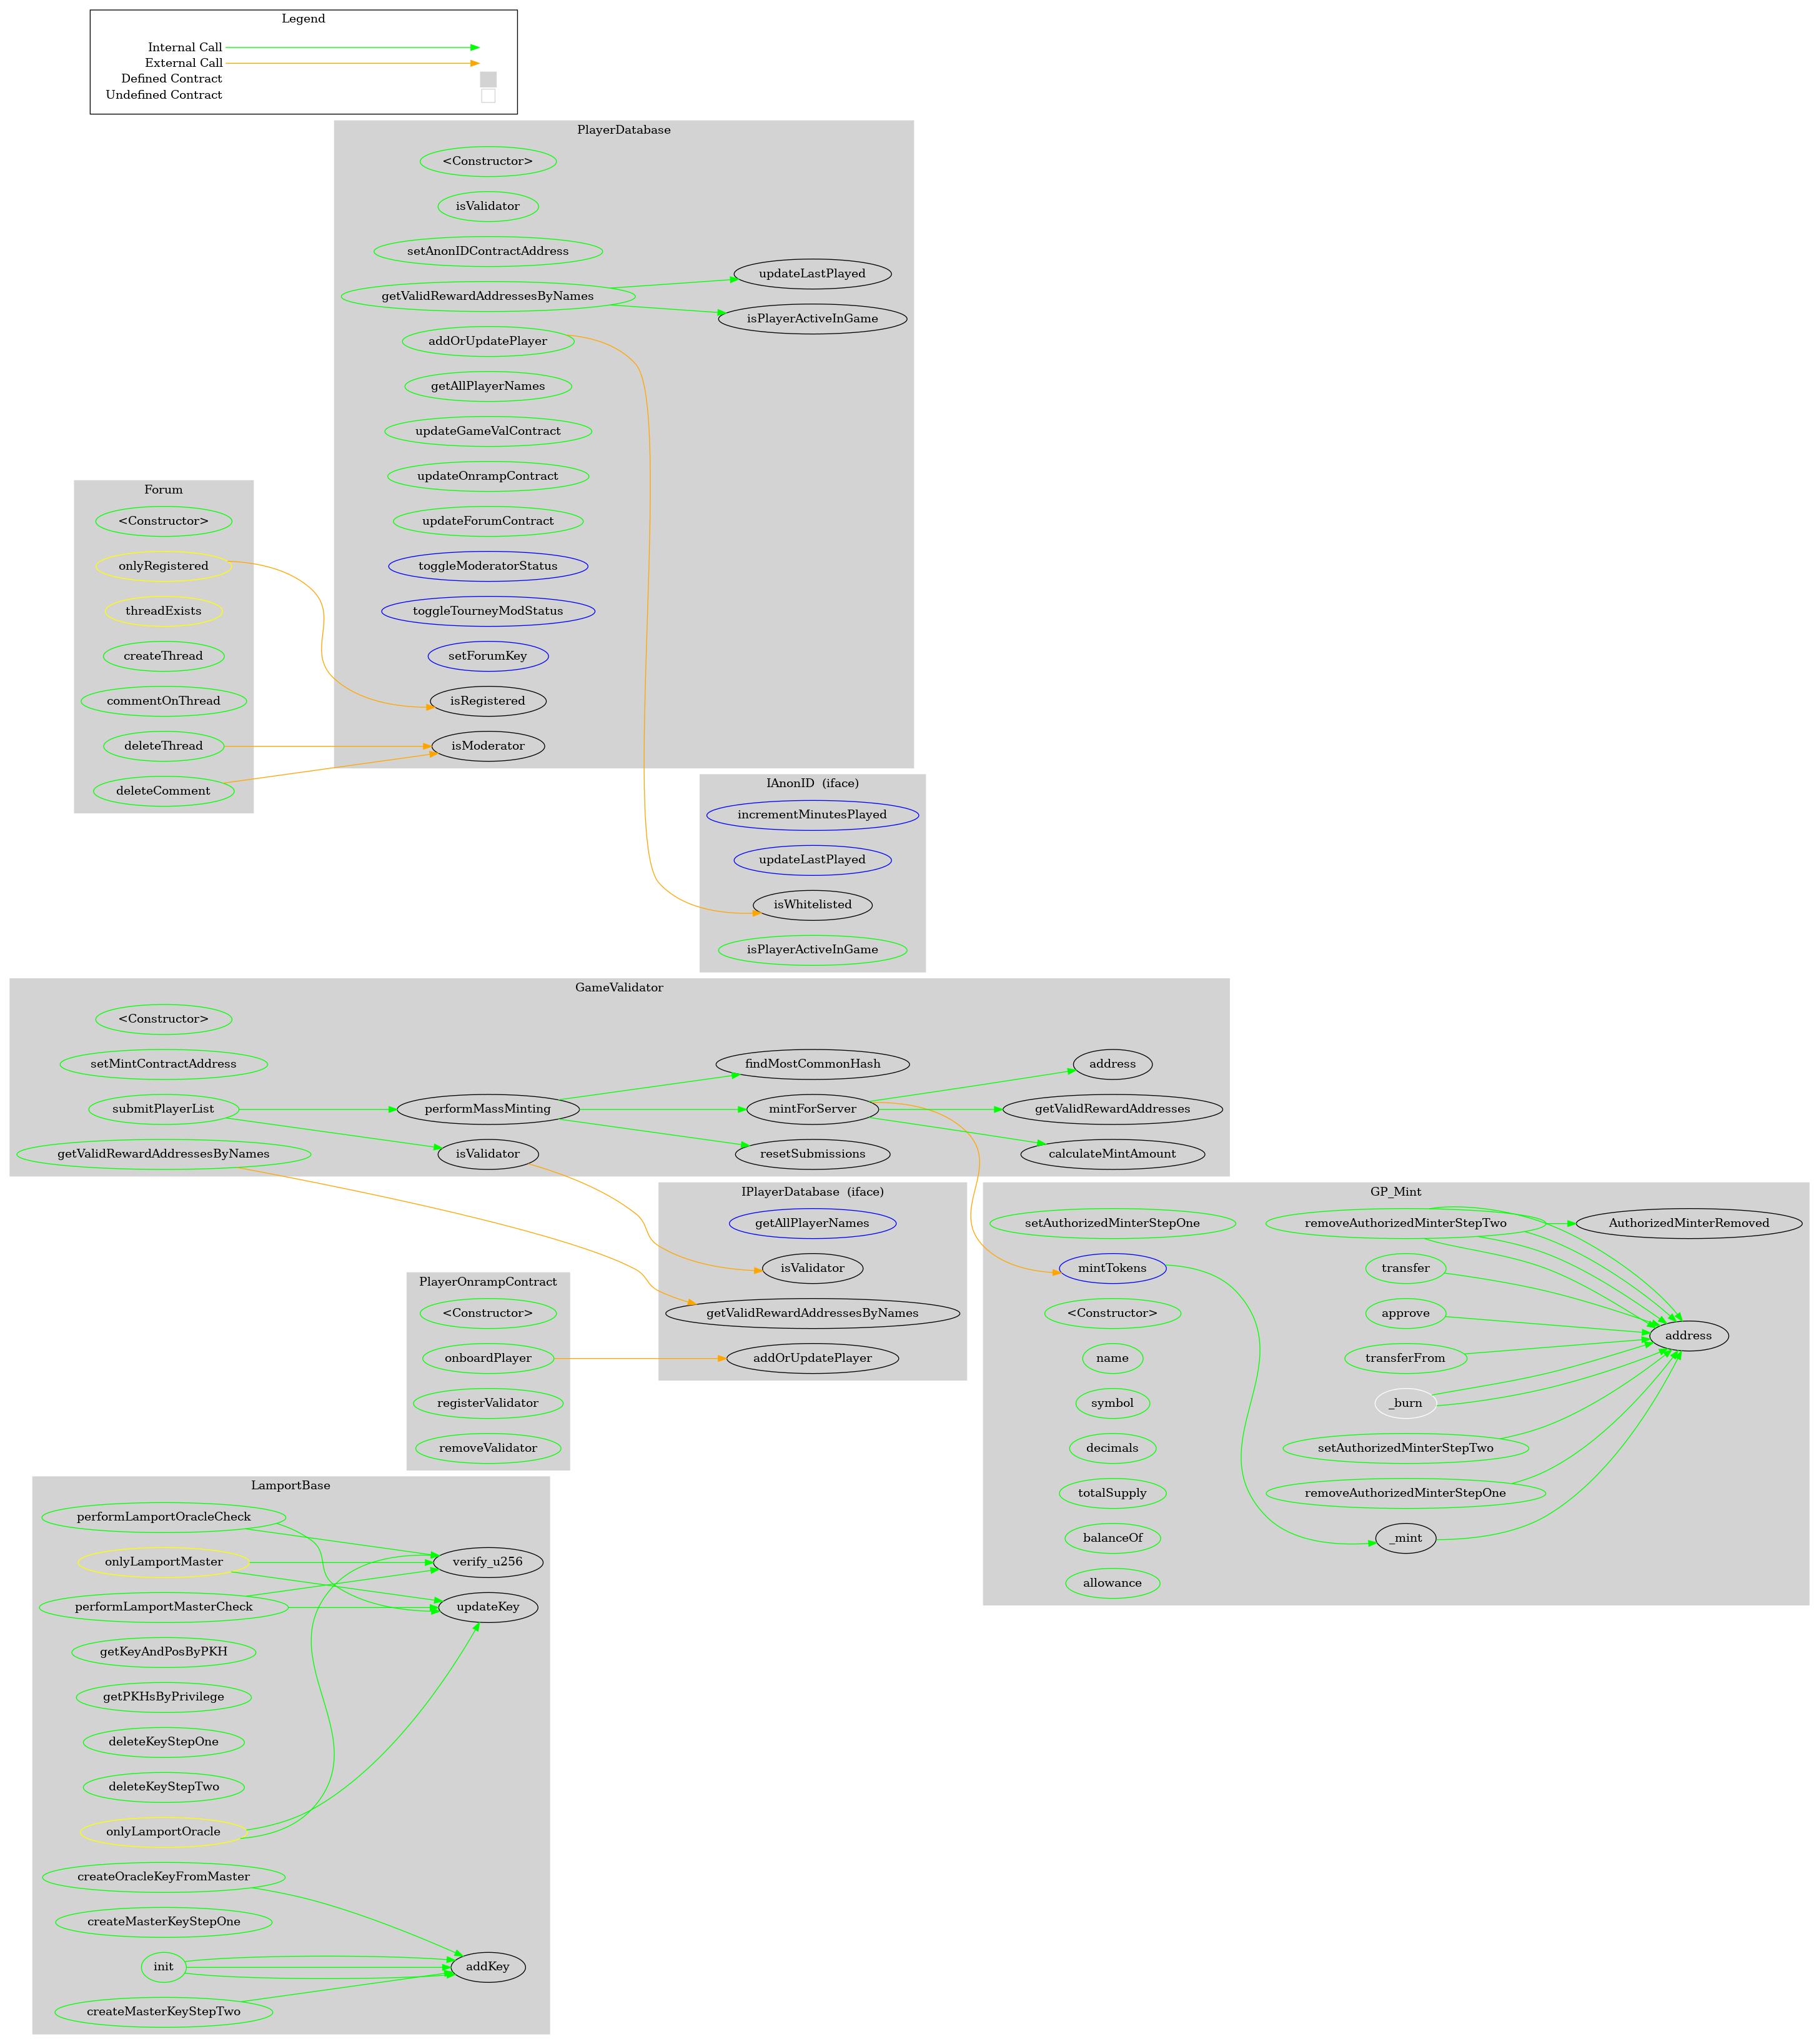 Legend
Internal Call
External Call
Defined Contract
Undefined Contract
PlayerDatabase
<Constructor>
isValidator
setAnonIDContractAddress
getValidRewardAddressesByNames
addOrUpdatePlayer
getAllPlayerNames
updateGameValContract
updateOnrampContract
updateForumContract
toggleModeratorStatus
toggleTourneyModStatus
setForumKey
isRegistered
isModerator
updateLastPlayed
isPlayerActiveInGame
Forum
<Constructor>
onlyRegistered
threadExists
createThread
commentOnThread
deleteThread
deleteComment
IAnonID (iface)
incrementMinutesPlayed
updateLastPlayed
isWhitelisted
isPlayerActiveInGame
GameValidator
<Constructor>
setMintContractAddress
submitPlayerList
getValidRewardAddressesByNames
performMassMinting
isValidator
findMostCommonHash
mintForServer
resetSubmissions
address
getValidRewardAddresses
calculateMintAmount
IPlayerDatabase (iface)
getAllPlayerNames
isValidator
getValidRewardAddressesByNames
addOrUpdatePlayer
GP_Mint
setAuthorizedMinterStepOne
mintTokens
<Constructor>
name
symbol
decimals
totalSupply
balanceOf
allowance
removeAuthorizedMinterStepTwo
transfer
approve
transferFrom
_burn
setAuthorizedMinterStepTwo
removeAuthorizedMinterStepOne
_mint
AuthorizedMinterRemoved
address
PlayerOnrampContract
<Constructor>
onboardPlayer
registerValidator
removeValidator
LamportBase
performLamportOracleCheck
onlyLamportMaster
performLamportMasterCheck
getKeyAndPosByPKH
getPKHsByPrivilege
deleteKeyStepOne
deleteKeyStepTwo
onlyLamportOracle
createOracleKeyFromMaster
createMasterKeyStepOne
init
createMasterKeyStepTwo
verify_u256
updateKey
addKey